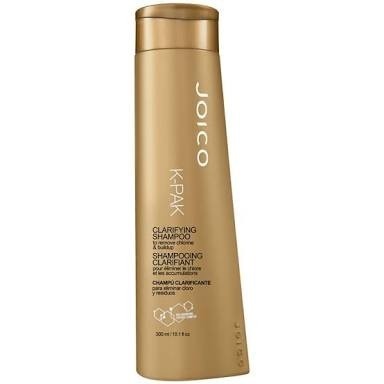 JOICO
K-PAK
CLARIFYING
SHAMPOO
to remove chlorine
& buildup
SHAMPOOING
CLARIFIANT
pour éliminer le chlore
et les accumulations
CHAMPÚ CLARIFICANTE
para eliminar cloro
y residuos
300 ml / 10.1 fl oz
joico